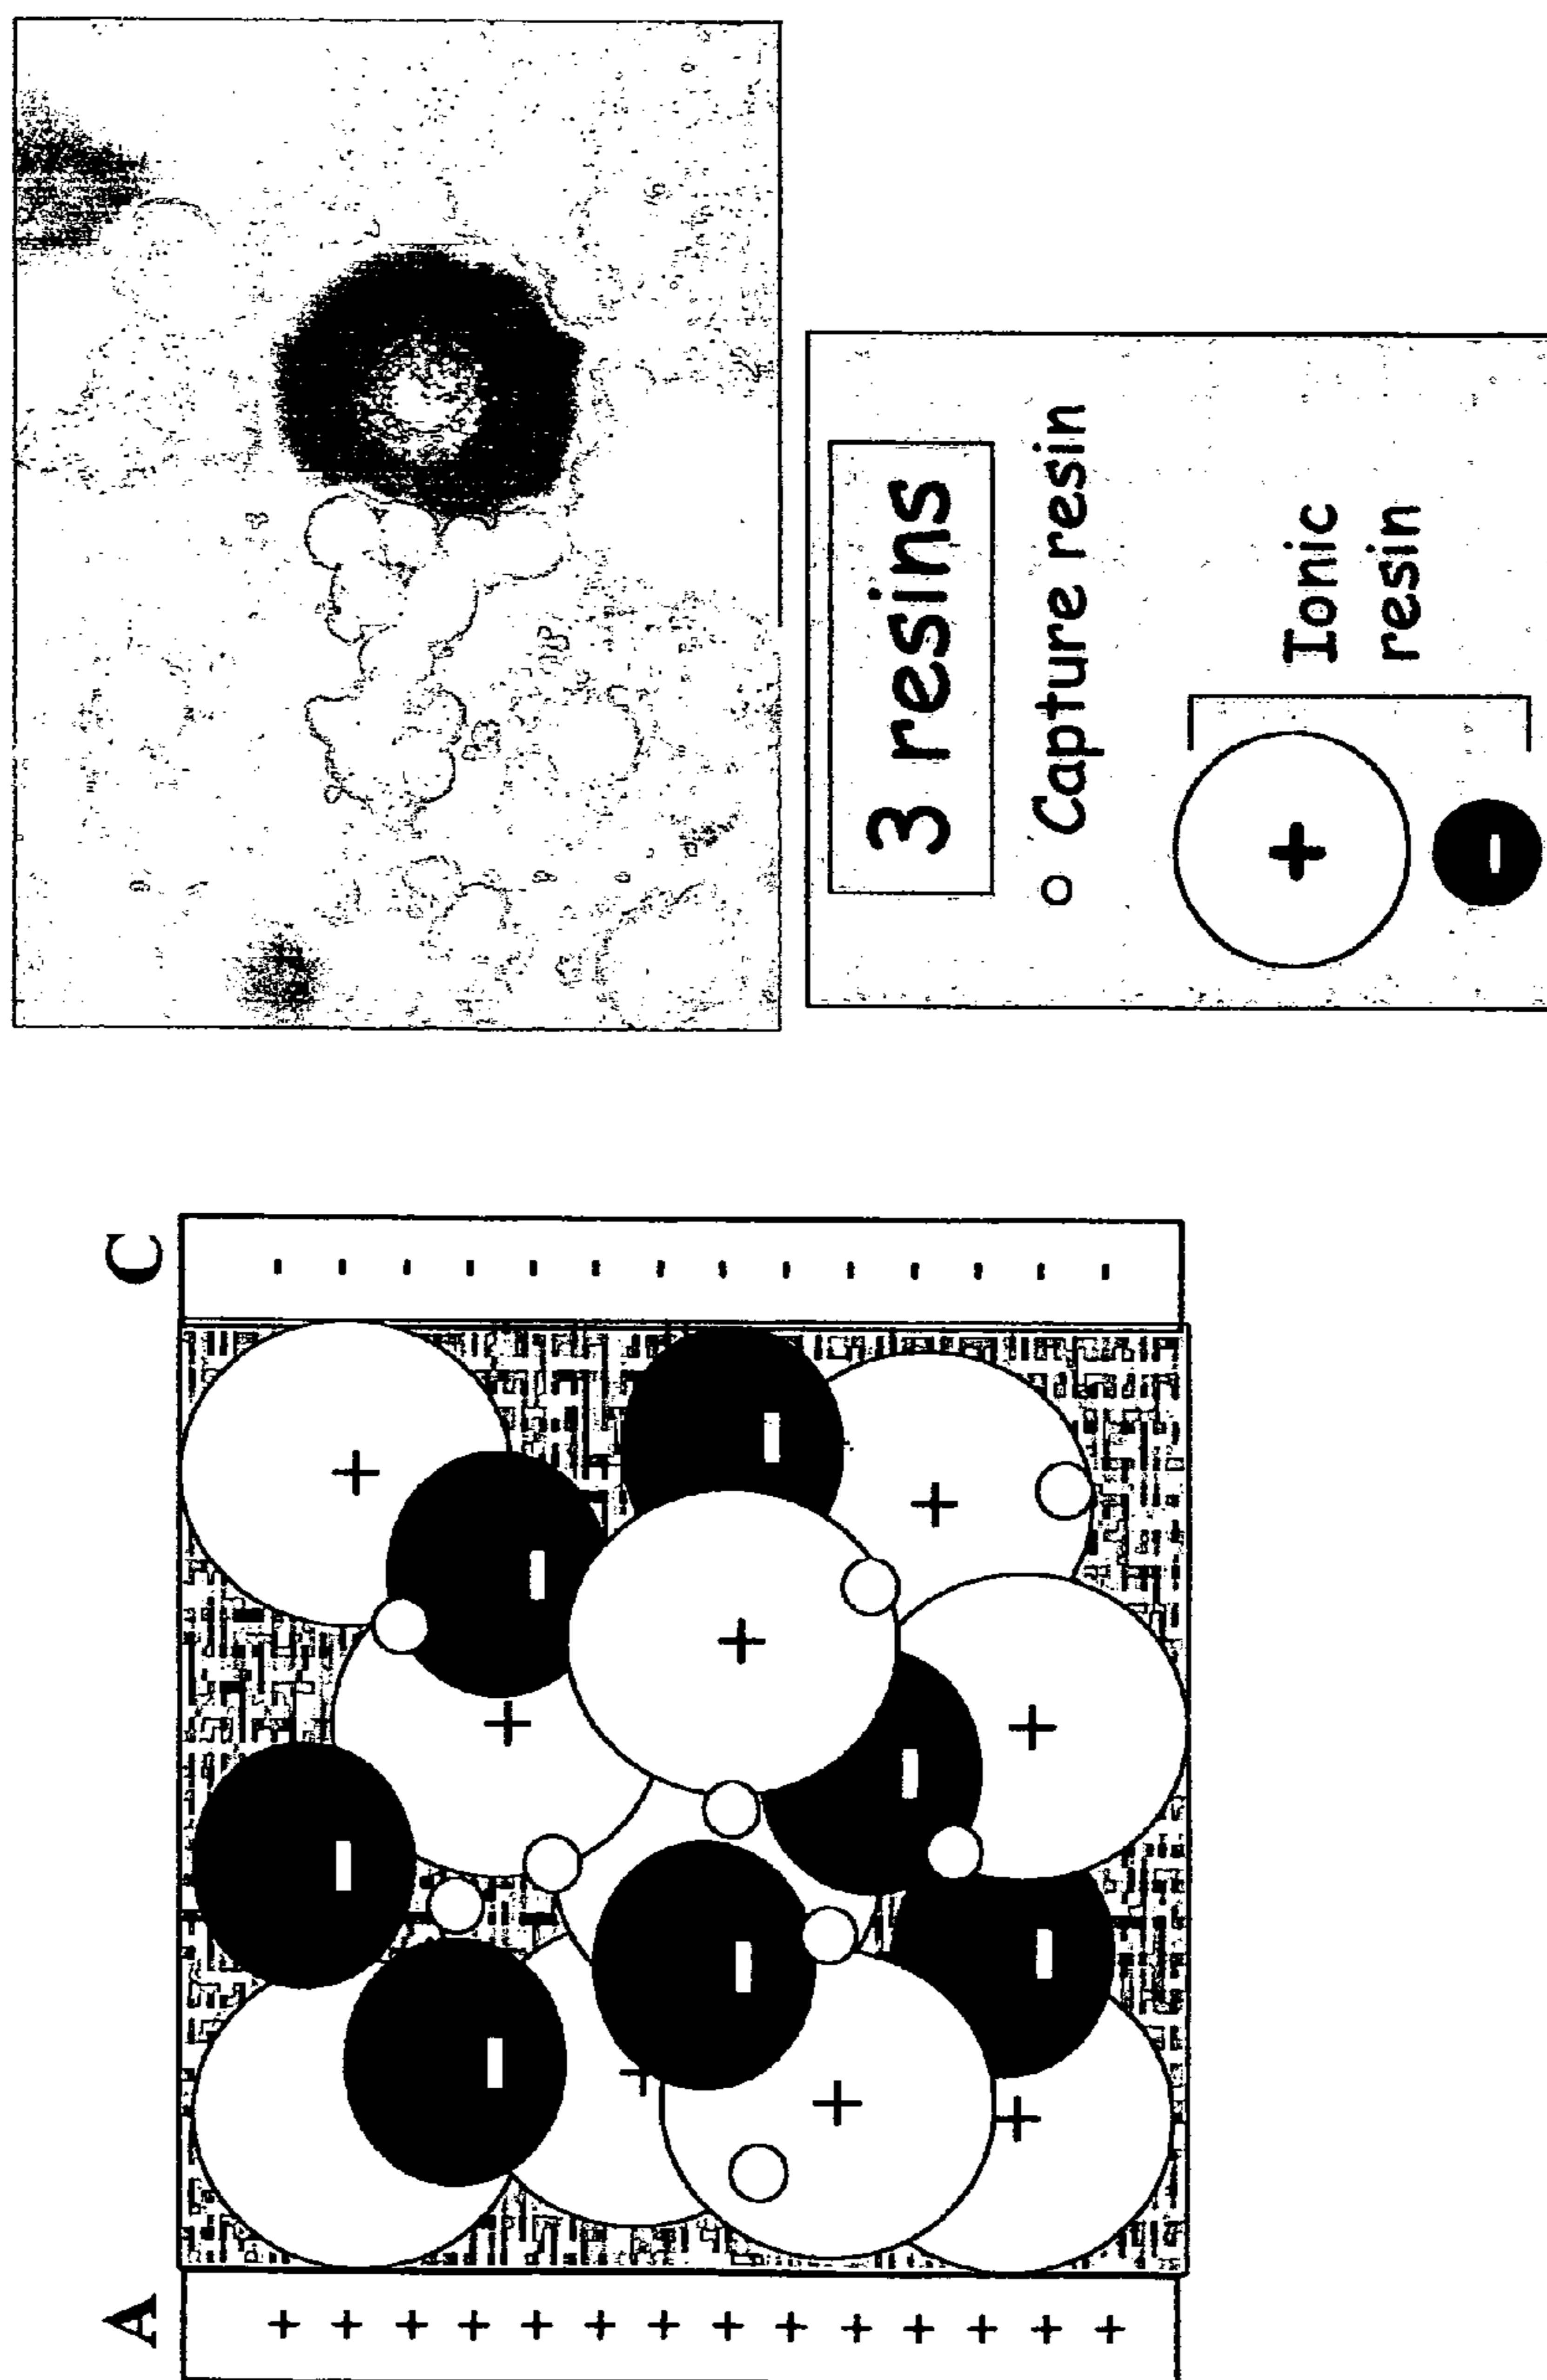 A
C
3 resins
Capture resin
+
-
Ionic
resin